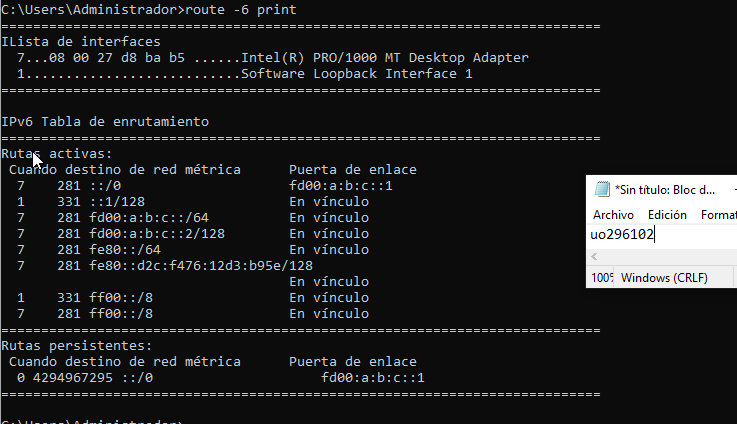 C:\Users\Administrador>route -6 print
===========================================================================
ILista de interfaces
  7...08 00 27 d8 ba b5 ......Intel(R) PRO/1000 MT Desktop Adapter
  1...........................Software Loopback Interface 1
===========================================================================
IPv6 Tabla de enrutamiento
===========================================================================
Rutas activas:
 Cuando destino de red métrica      Puerta de enlace
  7    281 ::/0                     fd00:a:b:c::1
  1    331 ::1/128                  En vínculo
  7    281 fd00:a:b:c::/64          En vínculo
  7    281 fd00:a:b:c::2/128        En vínculo
  7    281 fe80::/64                En vínculo
  7    281 fe80::d2c:f476:12d3:b95e/128
                                    En vínculo
  1    331 ff00::/8                 En vínculo
  7    281 ff00::/8                 En vínculo
===========================================================================
Rutas persistentes:
 Cuando destino de red métrica      Puerta de enlace
  0 4294967295 ::/0                     fd00:a:b:c::1
===========================================================================
C:\Users\Administrador>
*Sin título: Bloc d...
Archivo Edición Format
uo296102
100% Windows (CRLF)